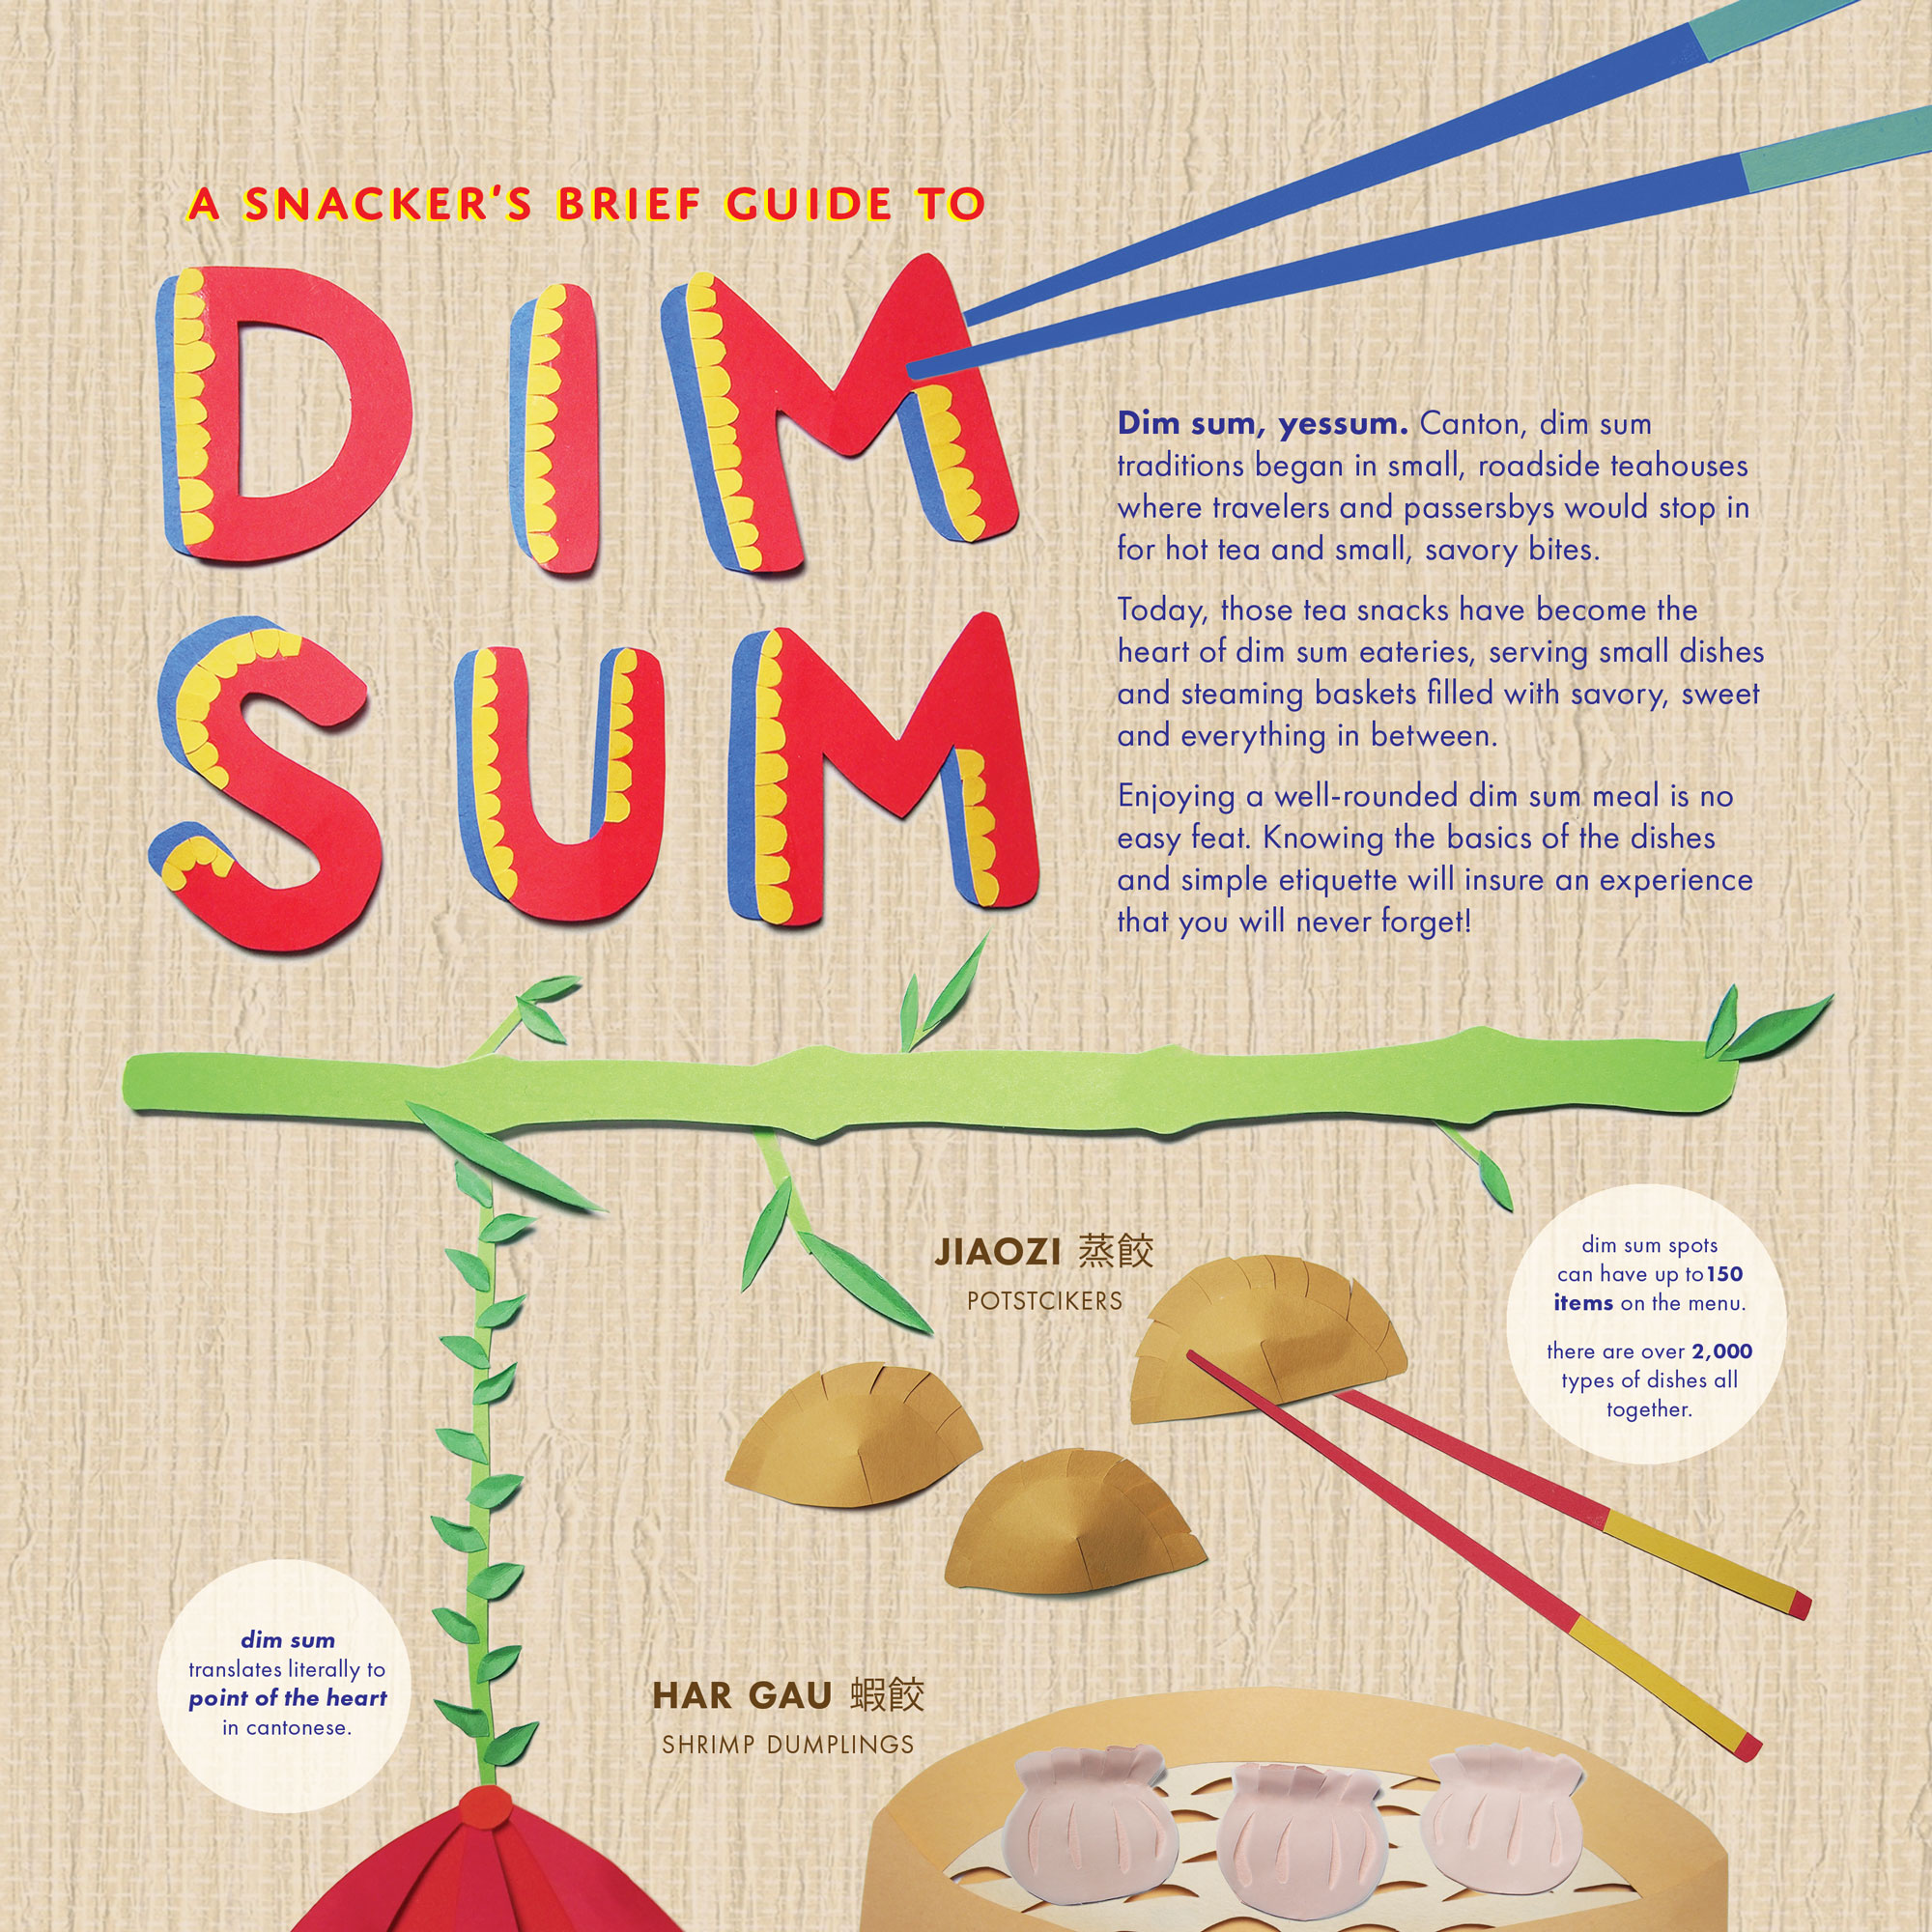 A SNACKER'S BRIEF GUIDE TO
DIM
SUM
Dim sum, yessum. Canton, dim sum
traditions began in small, roadside teahouses
where travelers and passersbys would stop in
for hot tea and small, savory bites.
Today, those tea snacks have become the
heart of dim sum eateries, serving small dishes
and steaming baskets filled with savory, sweet
and everything in between.
Enjoying a well-rounded dim sum meal is no
easy feat. Knowing the basics of the dishes
and simple etiquette will insure an experience
that you will never forget!
JIAOZI 蒸餃
POTSTCIKERS
dim sum spots
can have up to150
items on the menu.
there are over 2,000
types of dishes all
together.
dim sum
translates literally to
point of the heart
in cantonese.
HAR GAU 蝦餃
SHRIMP DUMPLINGS